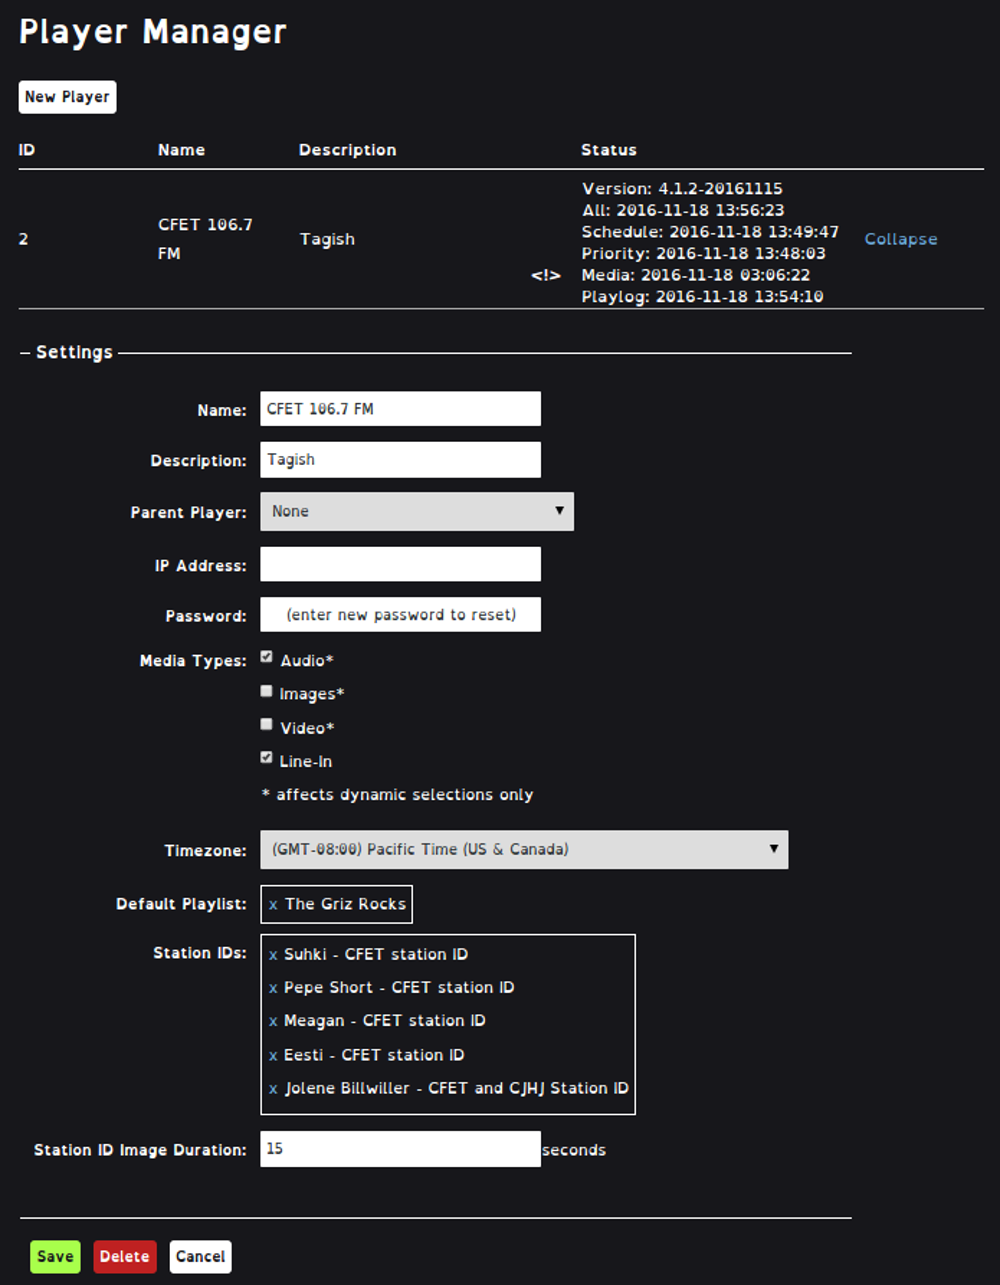 Player Manager
New Player
ID Name Description Status
2 CFET 106.7 FM Tagish <!> Version: 4.1.2-20161115
All: 2016-11-18 13:56:23
Schedule: 2016-11-18 13:49:47
Priority: 2016-11-18 13:48:03
Media: 2016-11-18 03:06:22
Playlog: 2016-11-18 13:54:10
Collapse
Settings
Name: CFET 106.7 FM
Description: Tagish
Parent Player: None
IP Address:
Password: (enter new password to reset)
Media Types: Audio*
Images*
Video*
Line-In
* affects dynamic selections only
Timezone: (GMT-08:00) Pacific Time (US & Canada)
Default Playlist: x The Griz Rocks
Station IDs: x Suhki - CFET station ID
x Pepe Short - CFET station ID
x Meagan - CFET station ID
x Eesti - CFET station ID
x Jolene Billwiller - CFET and CJHJ Station ID
Station ID Image Duration: 15 seconds
Save Delete Cancel